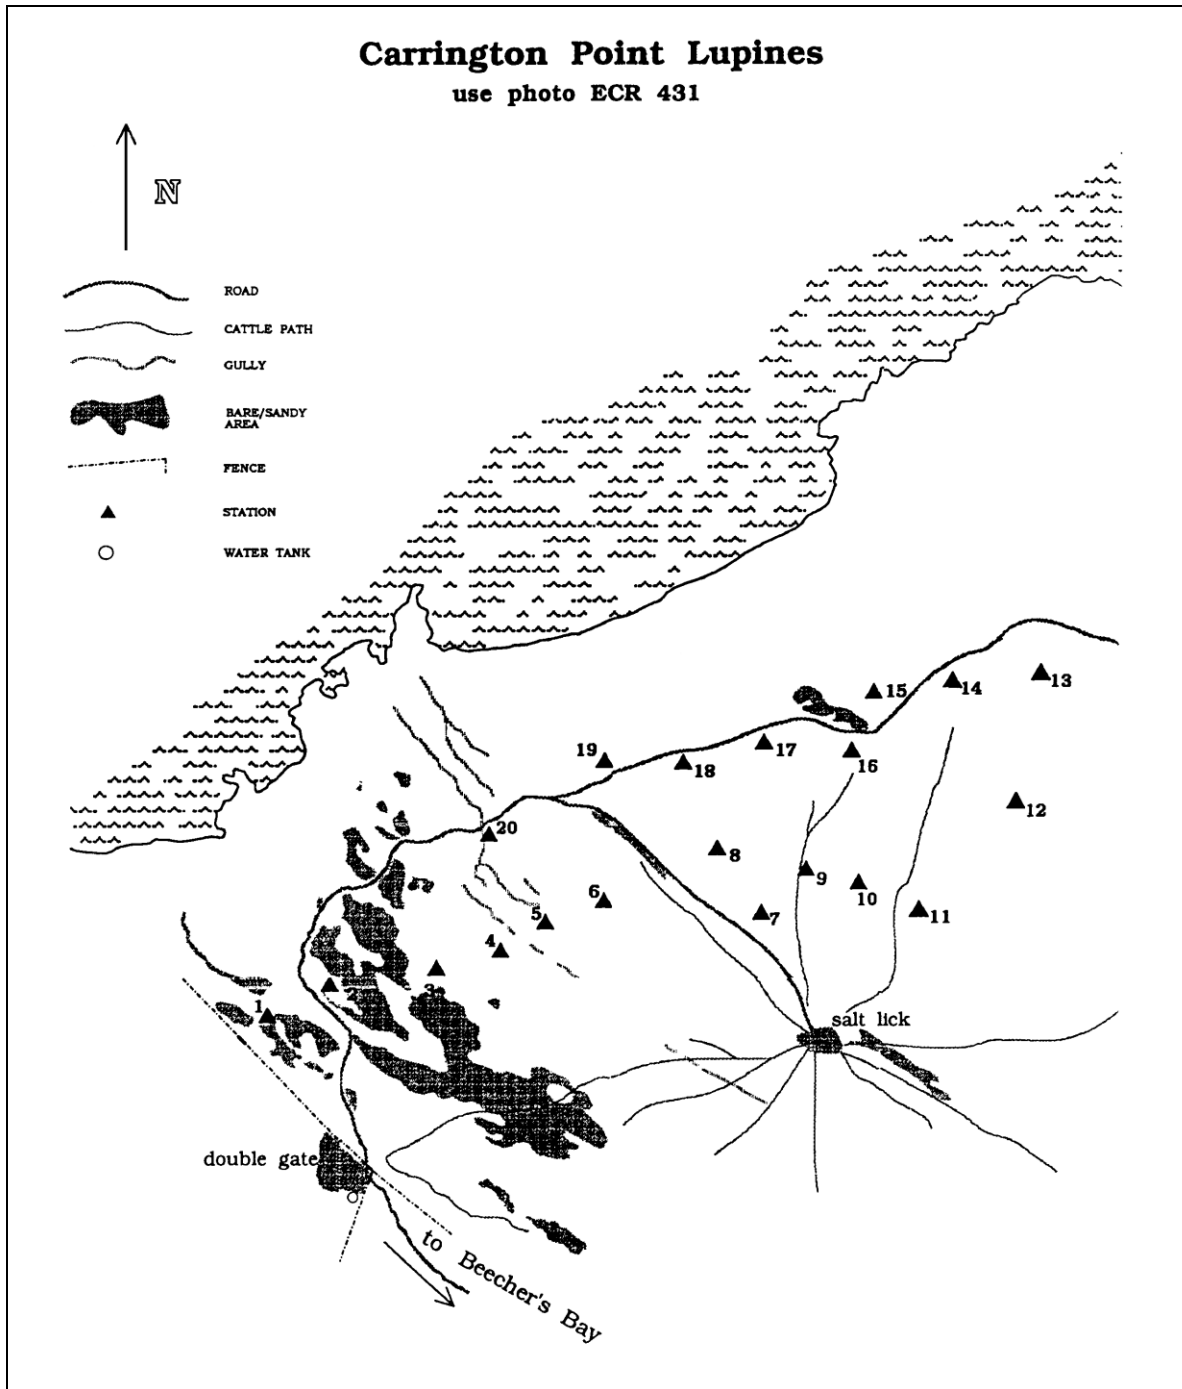 Carrington Point Lupines
use photo ECR 431
N
ROAD
CATTLE PATH
GULLY
BARE/SANDY
AREA
FENCE
STATION
WATER TANK
13
14
15
16
17
18
19
20
12
8
9
10
11
7
6
5
4
3
2
1
salt lick
double gate
to Beecher's Bay